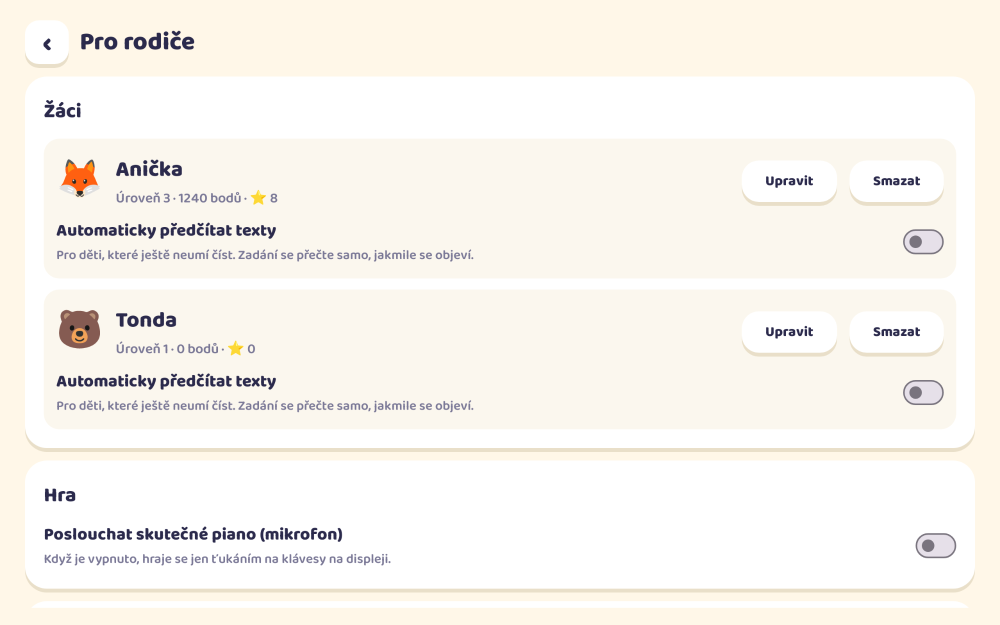 Pro rodiče
Žáci
Anička
Úroveň 3 · 1240 bodů · ⭐ 8
Upravit
Smazat
Automaticky předčítat texty
Pro děti, které ještě neumí číst. Zadání se přečte samo, jakmile se objeví.
Tonda
Úroveň 1 · 0 bodů · ⭐ 0
Upravit
Smazat
Automaticky předčítat texty
Pro děti, které ještě neumí číst. Zadání se přečte samo, jakmile se objeví.
Hra
Poslouchat skutečné piano (mikrofon)
Když je vypnuto, hraje se jen ťukáním na klávesy na displeji.